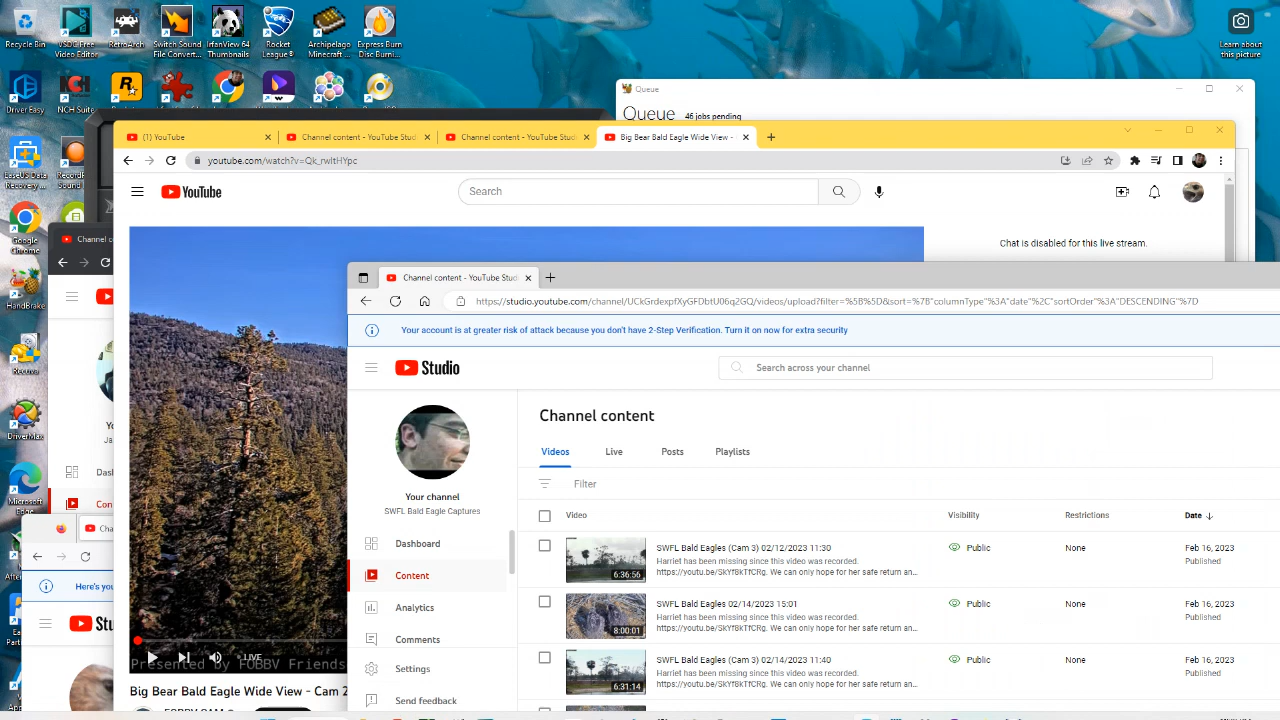 Recycle Bin
VSDC Free Video Editor
RetroArch
Switch Sound File Convert...
IrfanView 64 Thumbnails
Rocket League®
Archipelago Minecraft ...
Express Burn Disc Burni...
Learn about this picture
Driver Easy
NCH Suite
Queue
Queue 46 jobs pending
(1) YouTube
Channel content - YouTube Stud
Channel content - YouTube Stud
Big Bear Bald Eagle Wide View -
youtube.com/watch?v=Qk_rwltHYpc
EaseUS Data Recovery ...
YouTube
Search
Google Chrome
Channel c
Chat is disabled for this live stream.
Channel content - YouTube Studi
HandBrake
https://studio.youtube.com/channel/UCkGrdexpfXyGFDbtU06QcGSQ/videos/upload?filter=%5B%5D&sort=%7B"columnType"%3A"date"%2C"sortOrder"%3A"DESCENDING"%7D
Your account is at greater risk of attack because you don't have 2-Step Verification. Turn it on now for extra security
Recuva
Studio
Search across your channel
Channel content
DriverMax
Videos
Live
Posts
Playlists
Filter
Your channel
SWFL Bald Eagle Captures
Microsoft Edge
Video
Visibility
Restrictions
Date
Dashboard
Content
Analytics
Comments
Settings
Send feedback
SWFL Bald Eagles (Cam 3) 02/12/2023 11:30
Harriet has been missing since this video was recorded.
https://youtu.be/SkYf8kTfCRg. We can only hope for her safe return an...
6:36:56
Public
None
Feb 16, 2023
Published
SWFL Bald Eagles 02/14/2023 15:01
Harriet has been missing since this video was recorded.
https://youtu.be/SkYf8kTfCRg. We can only hope for her safe return an...
8:00:01
Public
None
Feb 16, 2023
Published
SWFL Bald Eagles (Cam 3) 02/14/2023 11:40
Harriet has been missing since this video was recorded.
https://youtu.be/SkYf8kTfCRg. We can only hope for her safe return an...
6:31:14
Public
None
Feb 16, 2023
Published
Here's you
LIVE
Presented by FOBBV Friends
Big Bear Bald Eagle Wide View - Cam 2